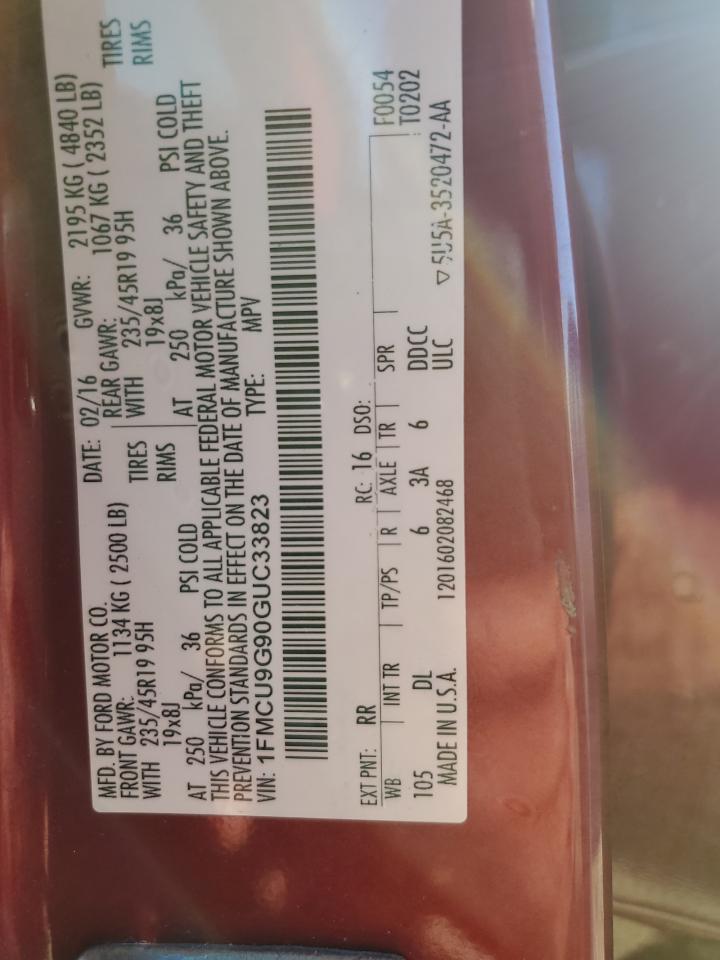 MFD. BY FORD MOTOR CO. DATE: 02/16 GVWR: 2195 KG ( 4840 LB)
FRONT GAWR: 1134 KG ( 2500 LB) REAR GAWR: 1067 KG ( 2352 LB)
WITH 235/45R19 95H TIRES WITH 235/45R19 95H TIRES
19x8J RIMS 19x8J RIMS
AT 250 kPa/ 36 PSI COLD AT 250 kPa/ 36 PSI COLD
THIS VEHICLE CONFORMS TO ALL APPLICABLE FEDERAL MOTOR VEHICLE SAFETY AND THEFT
PREVENTION STANDARDS IN EFFECT ON THE DATE OF MANUFACTURE SHOWN ABOVE.
VIN: 1FMCU9G90GUC33823 TYPE: MPV
EXT PNT: RR RC: 16 DSO: F0054
WB INT TR TP/PS R AXLE TR SPR T0202
105 DL 6 3A 6 DDCC
MADE IN U.S.A. 1201602082468 ULC ▽ 5U5A-3520472-AA